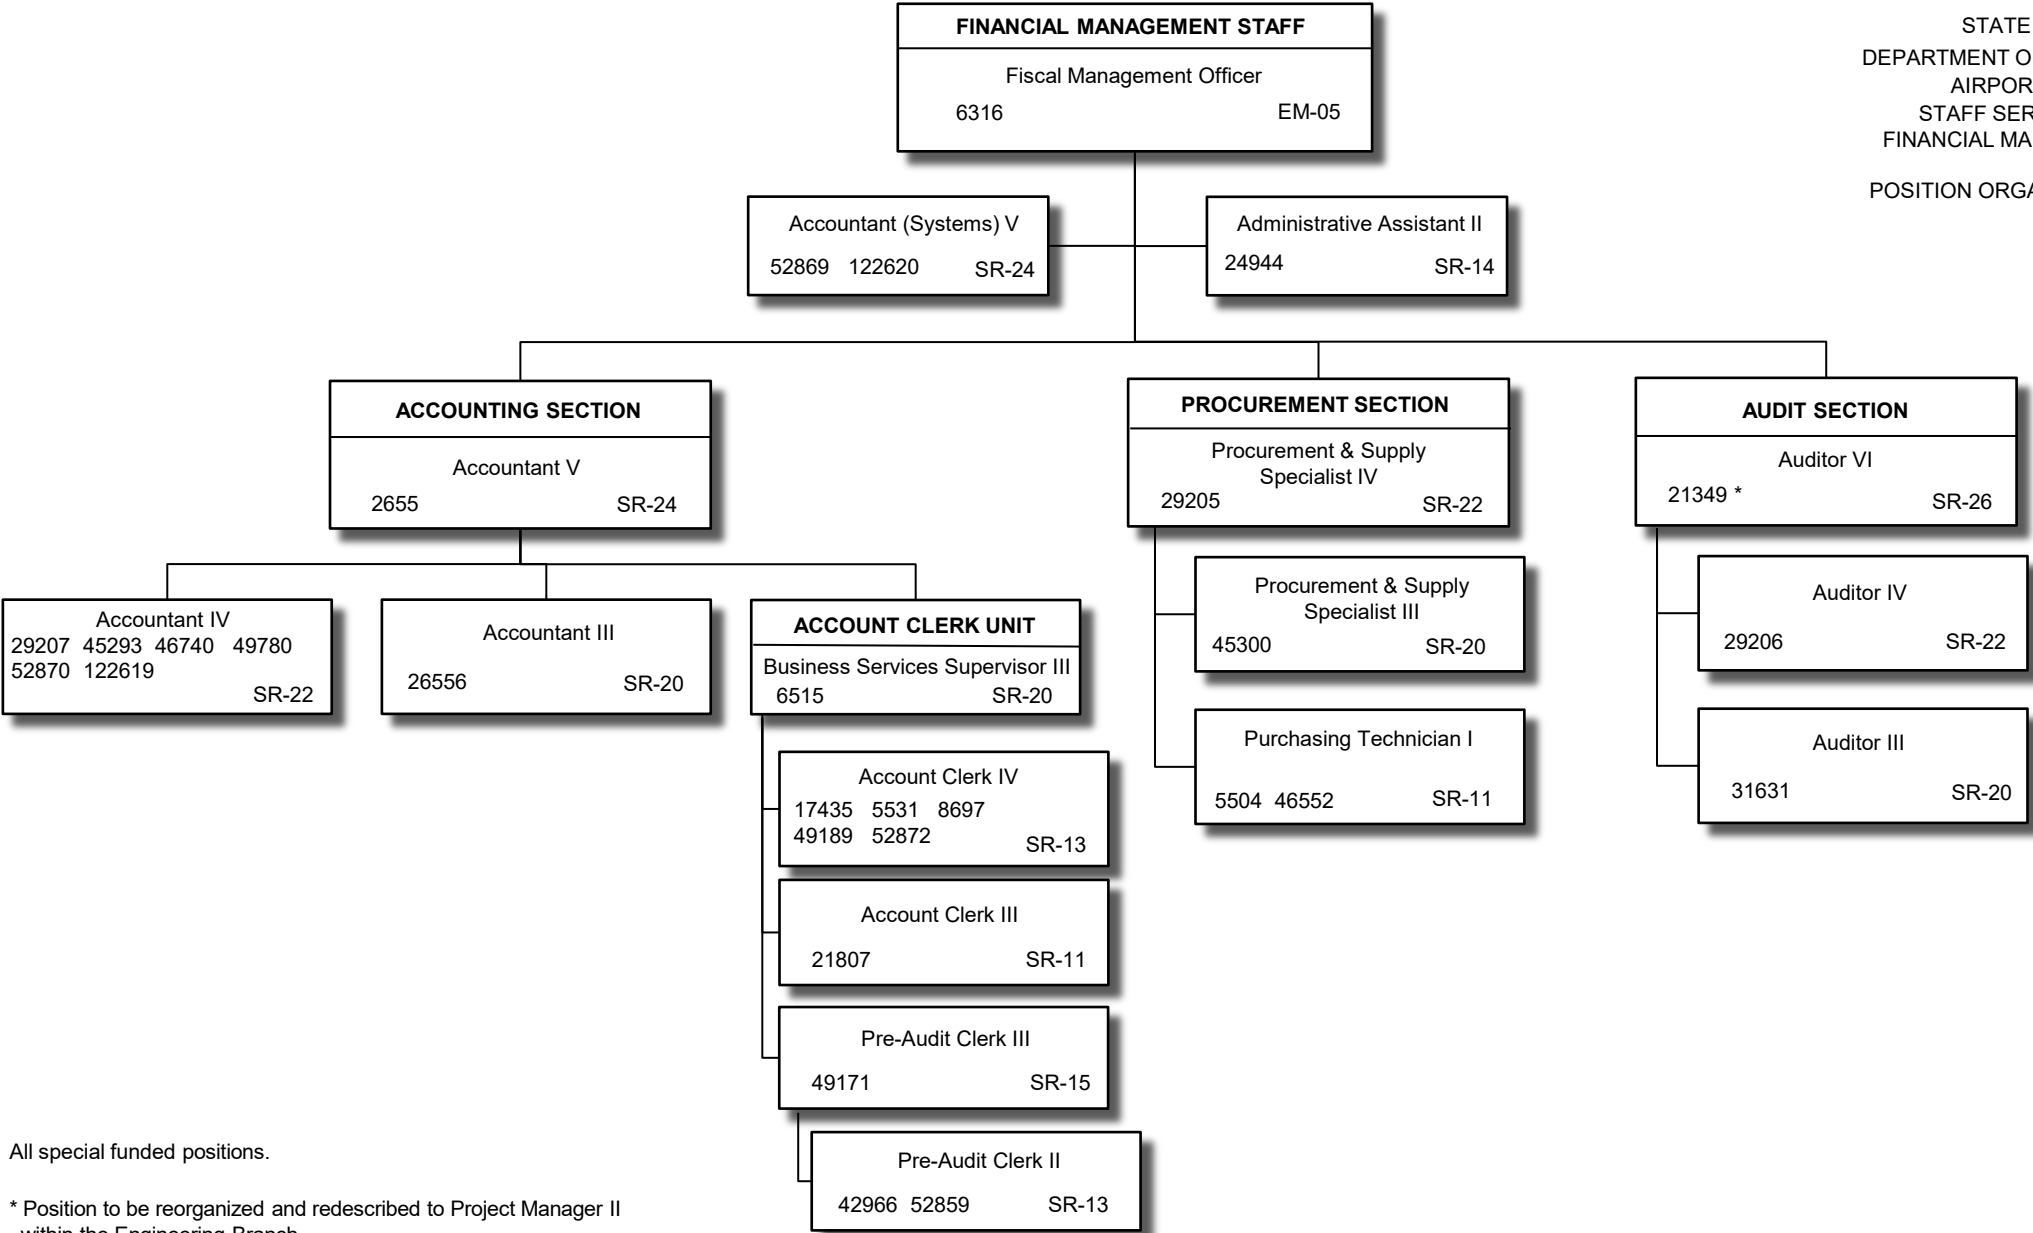 FINANCIAL MANAGEMENT STAFF
Fiscal Management Officer
6316 EM-05
STATE
DEPARTMENT O
AIRPOR
STAFF SER
FINANCIAL MA
POSITION ORGA
Accountant (Systems) V
52869 122620 SR-24
Administrative Assistant II
24944 SR-14
ACCOUNTING SECTION
Accountant V
2655 SR-24
PROCUREMENT SECTION
Procurement & Supply
Specialist IV
29205 SR-22
AUDIT SECTION
Auditor VI
21349 * SR-26
Accountant IV
29207 45293 46740 49780
52870 122619
SR-22
Accountant III
26556 SR-20
ACCOUNT CLERK UNIT
Business Services Supervisor III
6515 SR-20
Procurement & Supply
Specialist III
45300 SR-20
Auditor IV
29206 SR-22
Purchasing Technician I
5504 46552 SR-11
Auditor III
31631 SR-20
Account Clerk IV
17435 5531 8697
49189 52872
SR-13
Account Clerk III
21807 SR-11
Pre-Audit Clerk III
49171 SR-15
Pre-Audit Clerk II
42966 52859 SR-13
All special funded positions.
* Position to be reorganized and redescribed to Project Manager II
within the Engineering Branch